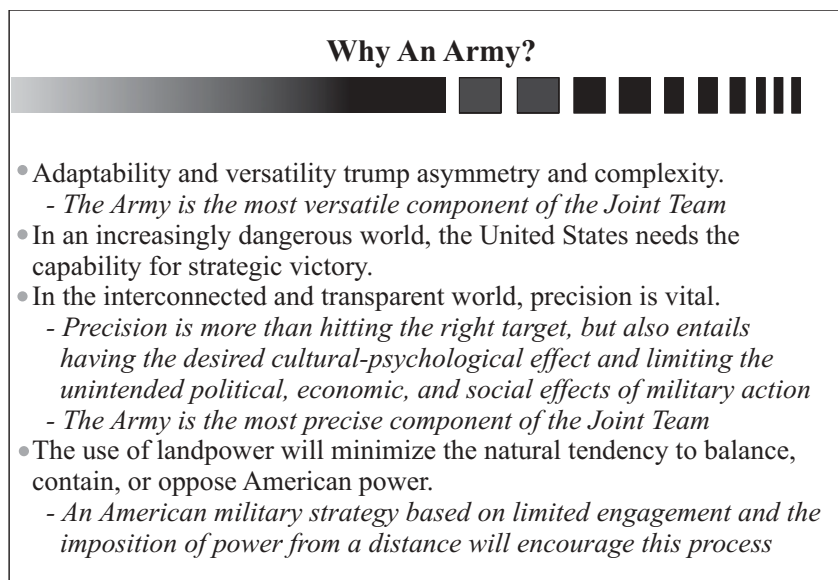 Why An Army?
• Adaptability and versatility trump asymmetry and complexity.
- The Army is the most versatile component of the Joint Team
• In an increasingly dangerous world, the United States needs the
capability for strategic victory.
• In the interconnected and transparent world, precision is vital.
- Precision is more than hitting the right target, but also entails
having the desired cultural-psychological effect and limiting the
unintended political, economic, and social effects of military action
- The Army is the most precise component of the Joint Team
• The use of landpower will minimize the natural tendency to balance,
contain, or oppose American power.
- An American military strategy based on limited engagement and the
imposition of power from a distance will encourage this process